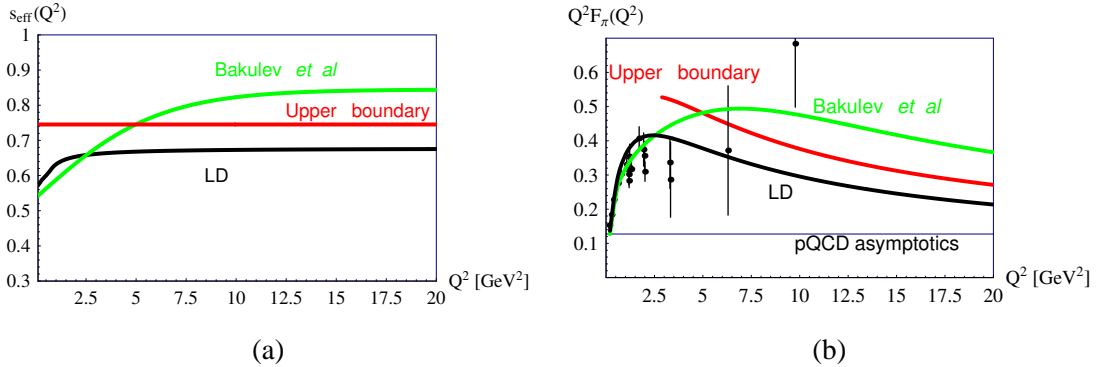 s_eff(Q²)
1
0.9
0.8
0.7
0.6
0.5
0.4
0.3
Bakulev et al
Upper boundary
LD
2.5 5 7.5 10 12.5 15 17.5 20
Q² [GeV²]
(a)
Q²F_π(Q²)
0.6
0.5
0.4
0.3
0.2
0.1
Upper boundary
Bakulev et al
LD
pQCD asymptotics
2.5 5 7.5 10 12.5 15 17.5 20
Q² [GeV²]
(b)